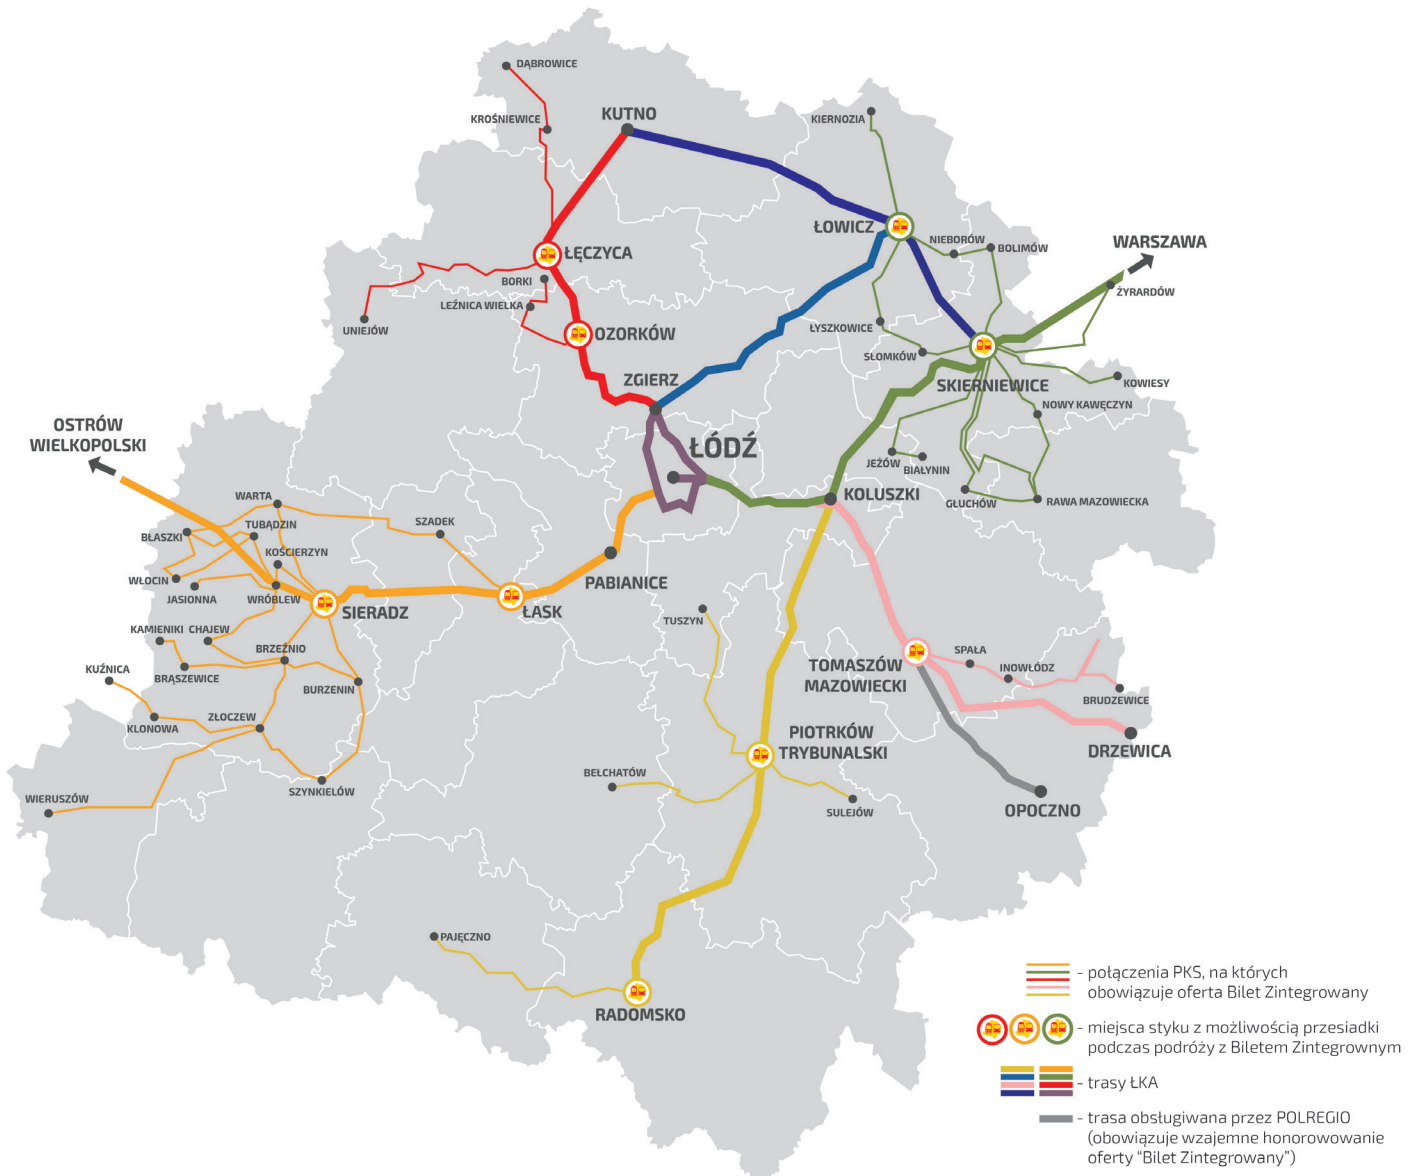 DĄBROWICE
KROŚNIEWICE
KUTNO
KIERNOZIA
ŁOWICZ
NIEBORÓW
BOLIMÓW
WARSZAWA
ŻYRARDÓW
ŁĘCZYCA
BORKI
LEŹNICA WIELKA
UNIEJÓW
OZORKÓW
ŁYSZKOWICE
SŁOMKÓW
SKIERNIEWICE
KOWIESY
NOWY KAWĘCZYN
ZGIERZ
OSTRÓW
WIELKOPOLSKI
ŁÓDŹ
JEŻÓW
BIAŁYNIN
KOLUSZKI
GŁUCHÓW
RAWA MAZOWIECKA
WARTA
TUBĄDZIN
BŁASZKI
KOŚCIERZYN
SZADEK
WŁOCIN
JASIONNA
WRÓBLEW
SIERADZ
ŁASK
PABIANICE
KAMIENIKI
CHAJEW
BRZEŹNIO
KUŹNICA
BRĄSZEWICE
BURZENIN
KLONOWA
ZŁOCZEW
SZYNKIELÓW
WIERUSZÓW
TUSZYN
TOMASZÓW
MAZOWIECKI
SPAŁA
INOWŁÓDZ
BRUDZEWICE
DRZEWICA
PIOTRKÓW
TRYBUNALSKI
BEŁCHATÓW
SULEJÓW
OPOCZNO
PAJĘCZNO
RADOMSKO
- połączenia PKS, na których
obowiązuje oferta Bilet Zintegrowany
- miejsca styku z możliwością przesiadki
podczas podróży z Biletem Zintegrownym
- trasy ŁKA
- trasa obsługiwana przez POLREGIO
(obowiązuje wzajemne honorowowanie
oferty "Bilet Zintegrowany")